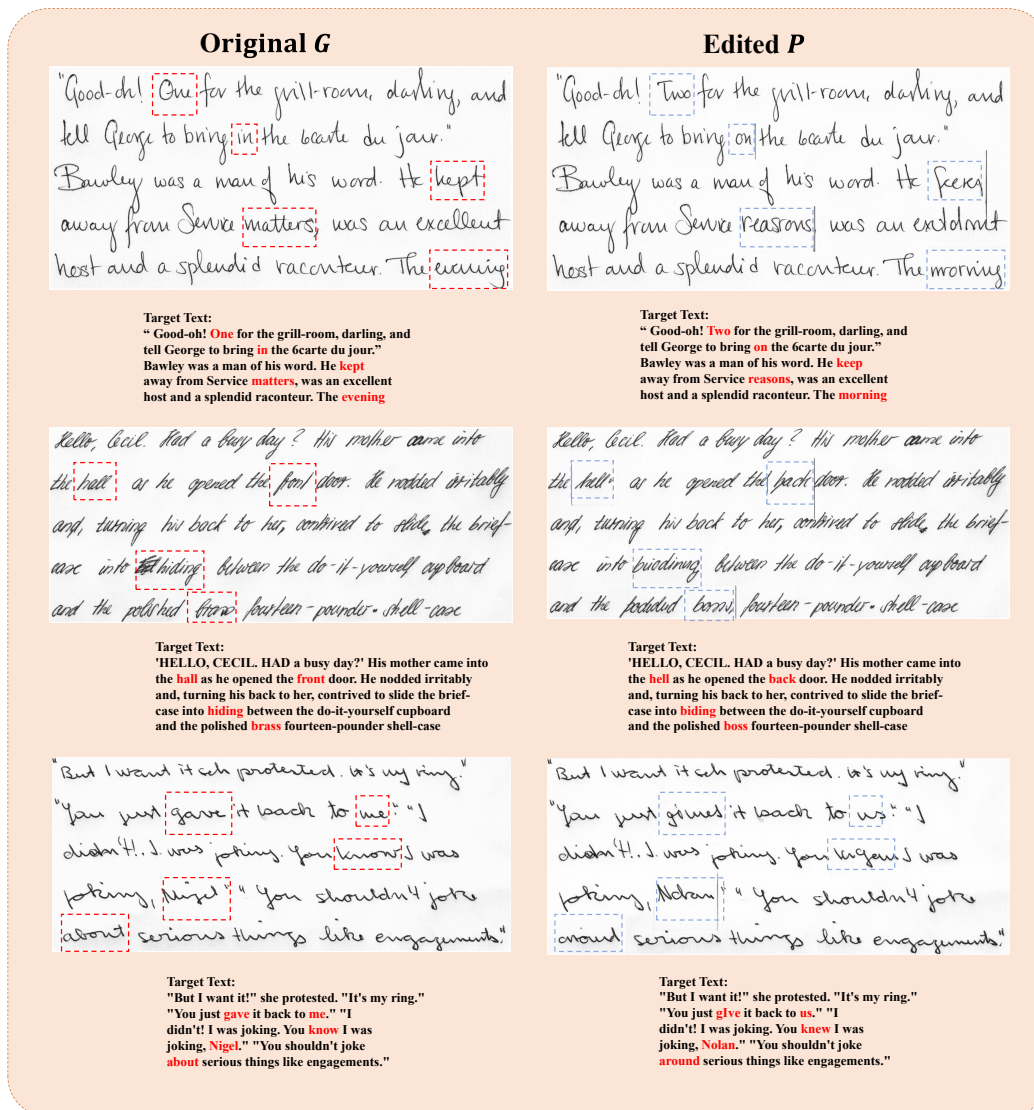 Original G
Edited P
"Good-oh! One for the grill-room, darling, and
tell George to bring in the 6carte du jour."
Bawley was a man of his word. He kept
away from Service matters, was an excellent
host and a splendid raconteur. The evening
"Good-oh! Two for the grill-room, darling, and
tell George to bring on the 6carte du jour."
Bawley was a man of his word. He
away from Service reasons, was an
host and a splendid raconteur. The morning
Target Text:
“ Good-oh! One for the grill-room, darling, and
tell George to bring in the 6carte du jour.”
Bawley was a man of his word. He kept
away from Service matters, was an excellent
host and a splendid raconteur. The evening
Target Text:
“ Good-oh! Two for the grill-room, darling, and
tell George to bring on the 6carte du jour.”
Bawley was a man of his word. He keep
away from Service reasons, was an excellent
host and a splendid raconteur. The morning
Hello, Cecil. Had a busy day? His mother came into
the hall as he opened the front door. He nodded irritably
and, turning his back to her, contrived to slide the brief-
case into hiding between the do-it-yourself cupboard
and the polished brass fourteen-pounder shell-case
Hello, Cecil. Had a busy day? His mother came into
the hell as he opened the back door. He nodded irritably
and, turning his back to her, contrived to slide the brief-
case into between the do-it-yourself cupboard
and the fourteen-pounder shell-case
Target Text:
'HELLO, CECIL. HAD a busy day?' His mother came into
the hall as he opened the front door. He nodded irritably
and, turning his back to her, contrived to slide the brief-
case into hiding between the do-it-yourself cupboard
and the polished brass fourteen-pounder shell-case
Target Text:
'HELLO, CECIL. HAD a busy day?' His mother came into
the hell as he opened the back door. He nodded irritably
and, turning his back to her, contrived to slide the brief-
case into biding between the do-it-yourself cupboard
and the polished boss fourteen-pounder shell-case
"But I want it seh protested. It's my ring."
"You just gave it back to me." "I
didn't!. I was joking. You know I was
joking, Nigel" "You shouldn't joke
about serious things like engagements."
"But I want it seh protested. It's my ring."
"You just it back to us." "I
didn't!. I was joking. You I was
joking, Nolan" "You shouldn't joke
around serious things like engagements."
Target Text:
"But I want it!" she protested. "It's my ring."
"You just gave it back to me." "I
didn't! I was joking. You know I was
joking, Nigel." "You shouldn't joke
about serious things like engagements."
Target Text:
"But I want it!" she protested. "It's my ring."
"You just gIve it back to us." "I
didn't! I was joking. You knew I was
joking, Nolan." "You shouldn't joke
around serious things like engagements."